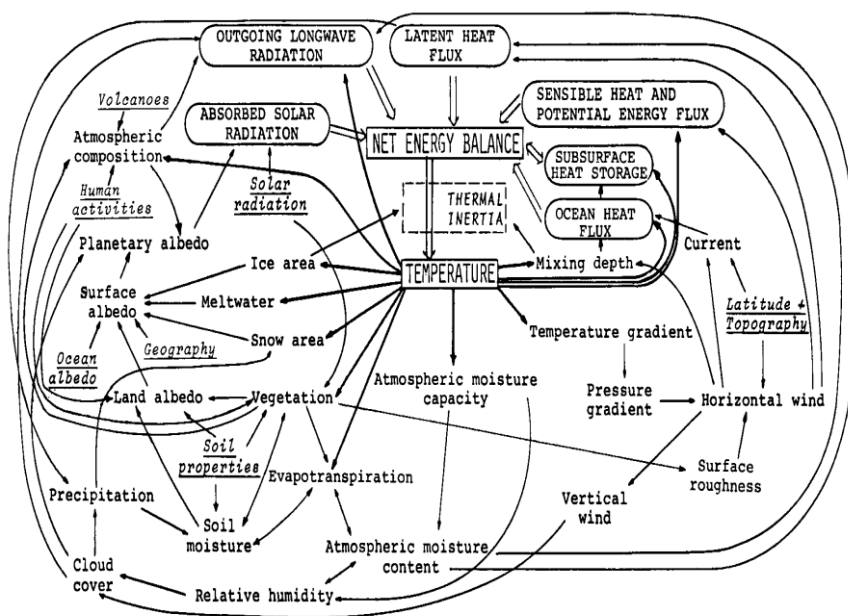 OUTGOING LONGWAVE
RADIATION
LATENT HEAT
FLUX
Volcanoes
ABSORBED SOLAR
RADIATION
SENSIBLE HEAT AND
POTENTIAL ENERGY FLUX
Atmospheric
composition
NET ENERGY BALANCE
SUBSURFACE
HEAT STORAGE
Human
activities
Solar
radiation
THERMAL
INERTIA
OCEAN HEAT
FLUX
Planetary albedo
Current
Ice area
TEMPERATURE
Mixing depth
Surface
albedo
Meltwater
Latitude +
Topography
Snow area
Temperature gradient
Ocean
albedo
Geography
Atmospheric moisture
capacity
Land albedo
Vegetation
Pressure
gradient
Horizontal wind
Soil
properties
Evapotranspiration
Surface
roughness
Precipitation
Vertical
wind
Soil
moisture
Atmospheric moisture
content
Cloud
cover
Relative humidity